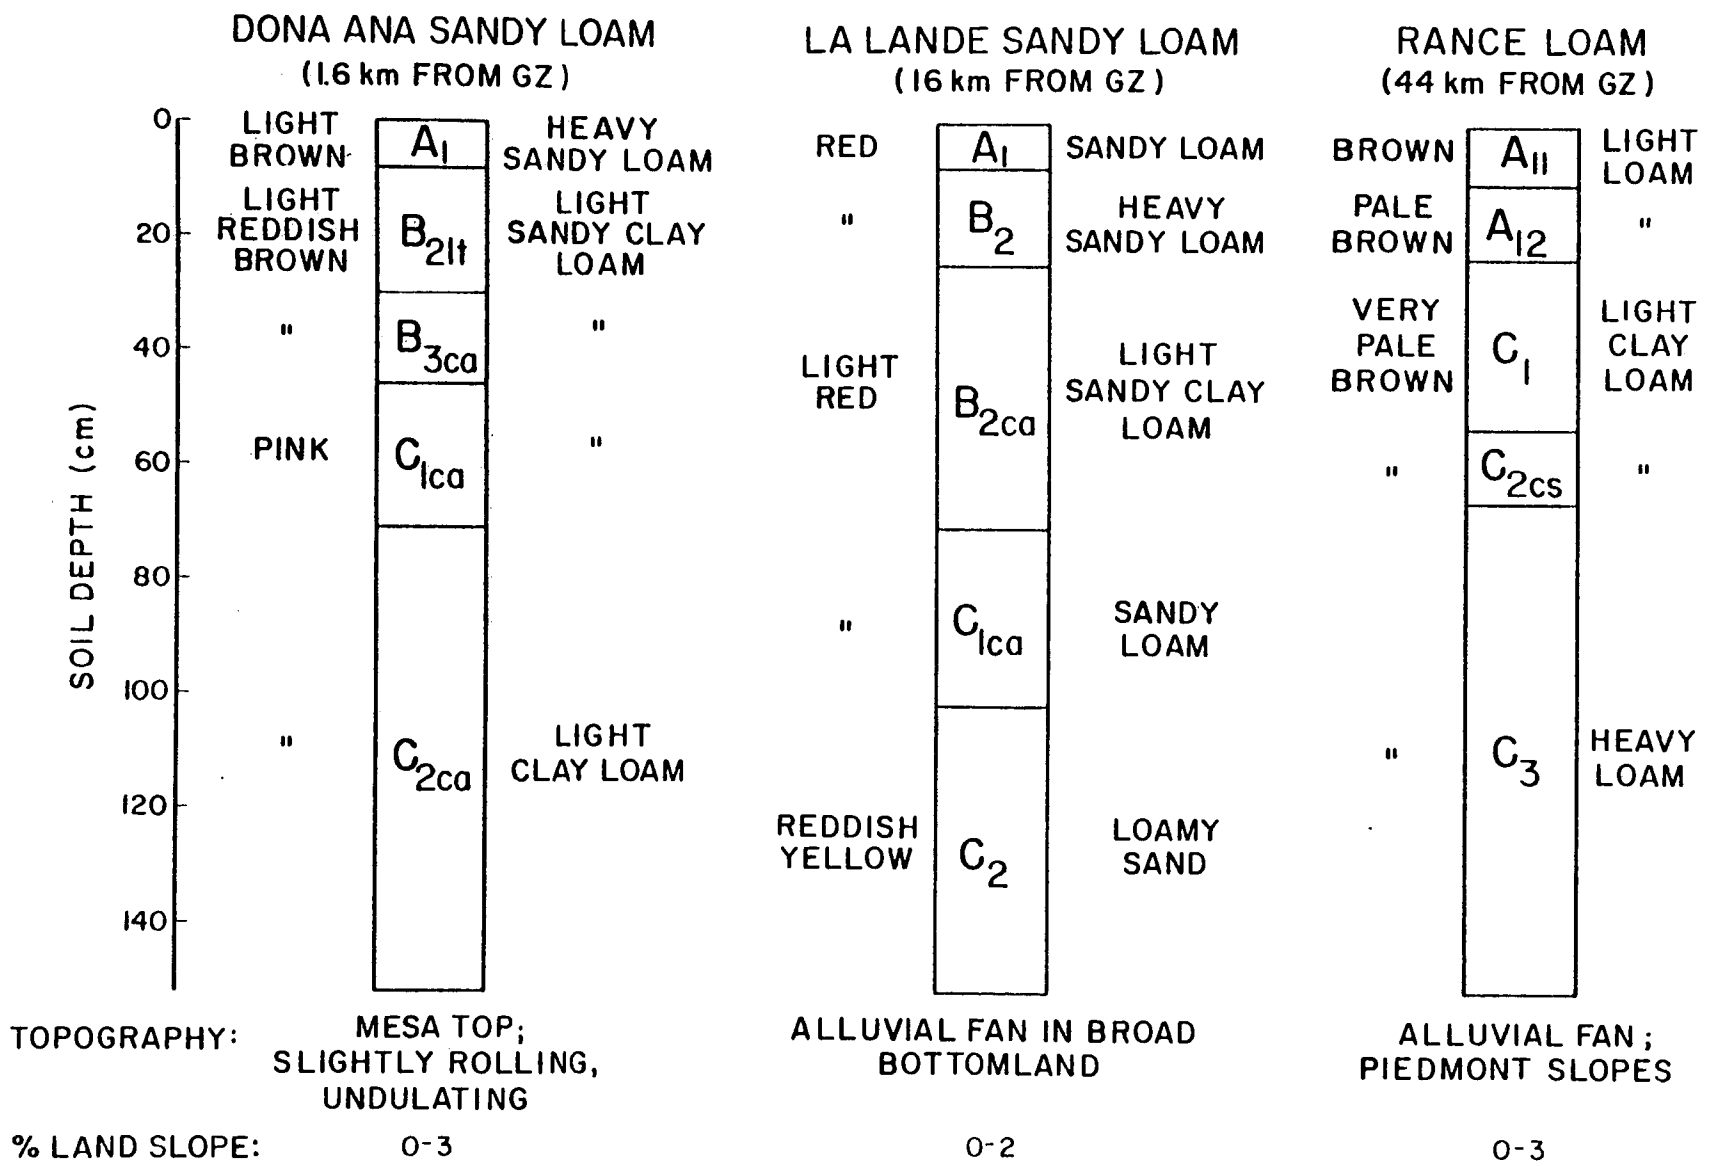 DONA ANA SANDY LOAM
(1.6 km FROM GZ)
LA LANDE SANDY LOAM
(16 km FROM GZ)
RANCE LOAM
(44 km FROM GZ)
SOIL DEPTH (cm)
0
20
40
60
80
100
120
140
LIGHT
BROWN
A1
HEAVY
SANDY LOAM
LIGHT
REDDISH
BROWN
B21t
LIGHT
SANDY CLAY
LOAM
"
B3ca
"
PINK
C1ca
"
"
C2ca
LIGHT
CLAY LOAM
RED
A1
SANDY LOAM
"
B2
HEAVY
SANDY LOAM
LIGHT
RED
B2ca
LIGHT
SANDY CLAY
LOAM
"
C1ca
SANDY
LOAM
REDDISH
YELLOW
C2
LOAMY
SAND
BROWN
A11
LIGHT
LOAM
PALE
BROWN
A12
"
VERY
PALE
BROWN
C1
LIGHT
CLAY
LOAM
"
C2cs
"
"
C3
HEAVY
LOAM
TOPOGRAPHY:
MESA TOP;
SLIGHTLY ROLLING,
UNDULATING
ALLUVIAL FAN IN BROAD
BOTTOMLAND
ALLUVIAL FAN;
PIEDMONT SLOPES
% LAND SLOPE:
0-3
0-2
0-3